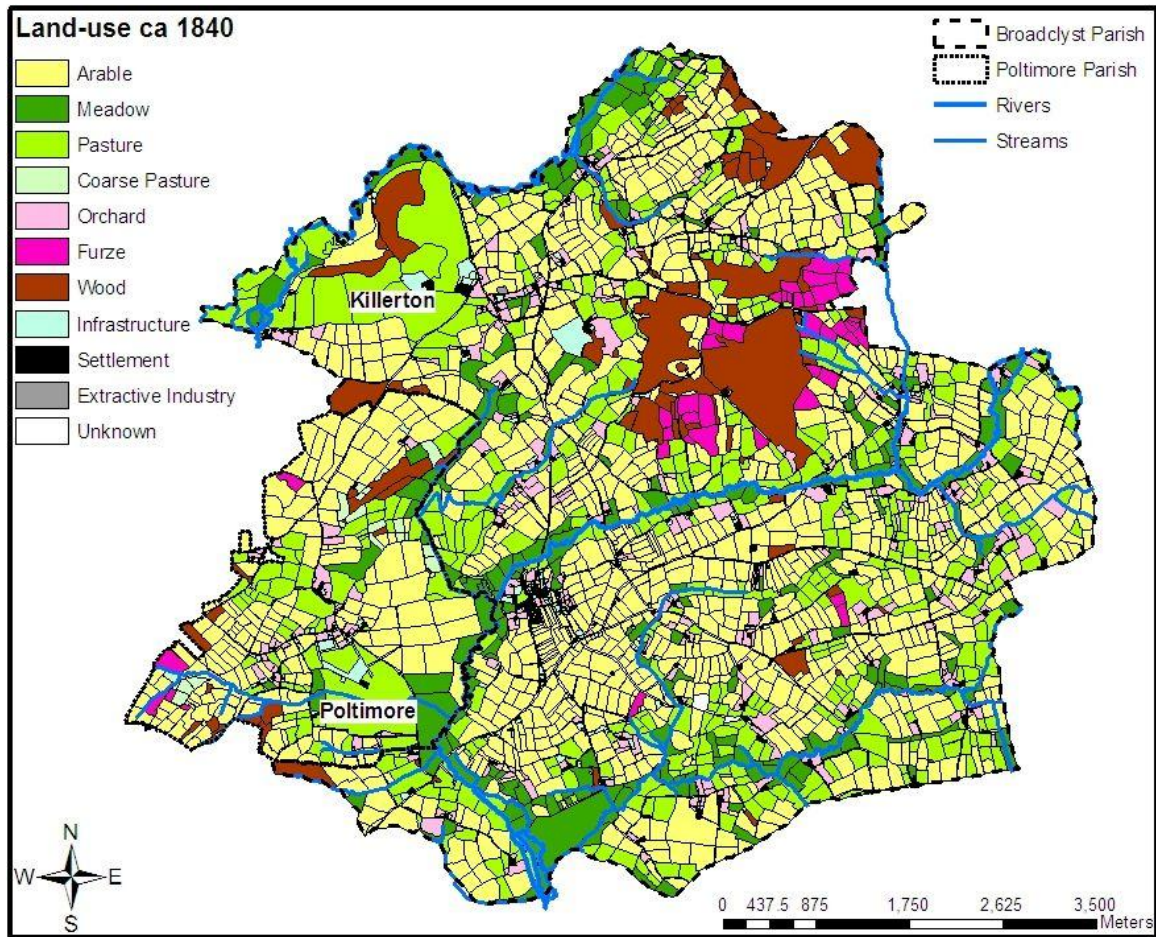 Land-use ca 1840
Arable
Meadow
Pasture
Coarse Pasture
Orchard
Furze
Wood
Infrastructure
Settlement
Extractive Industry
Unknown
Broadclyst Parish
Poltimore Parish
Rivers
Streams
Killerton
Poltimore
N
W E
S
0 437.5 875 1,750 2,625 3,500
Meters